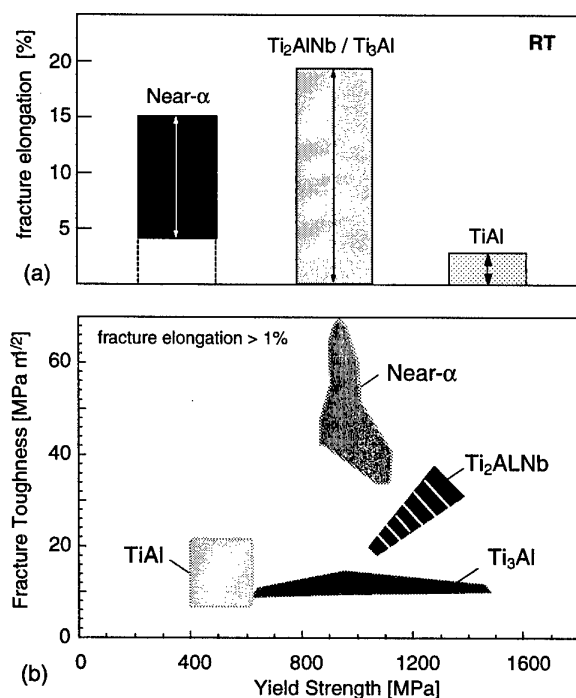 fracture elongation [%]
20
15
10
5
Ti₂AlNb / Ti₃Al
RT
Near-α
TiAl
(a)
Fracture Toughness [MPa m^1/2]
60
40
20
0
fracture elongation > 1%
Near-α
Ti₂ALNb
TiAl
Ti₃Al
(b)
0 400 800 1200 1600
Yield Strength [MPa]